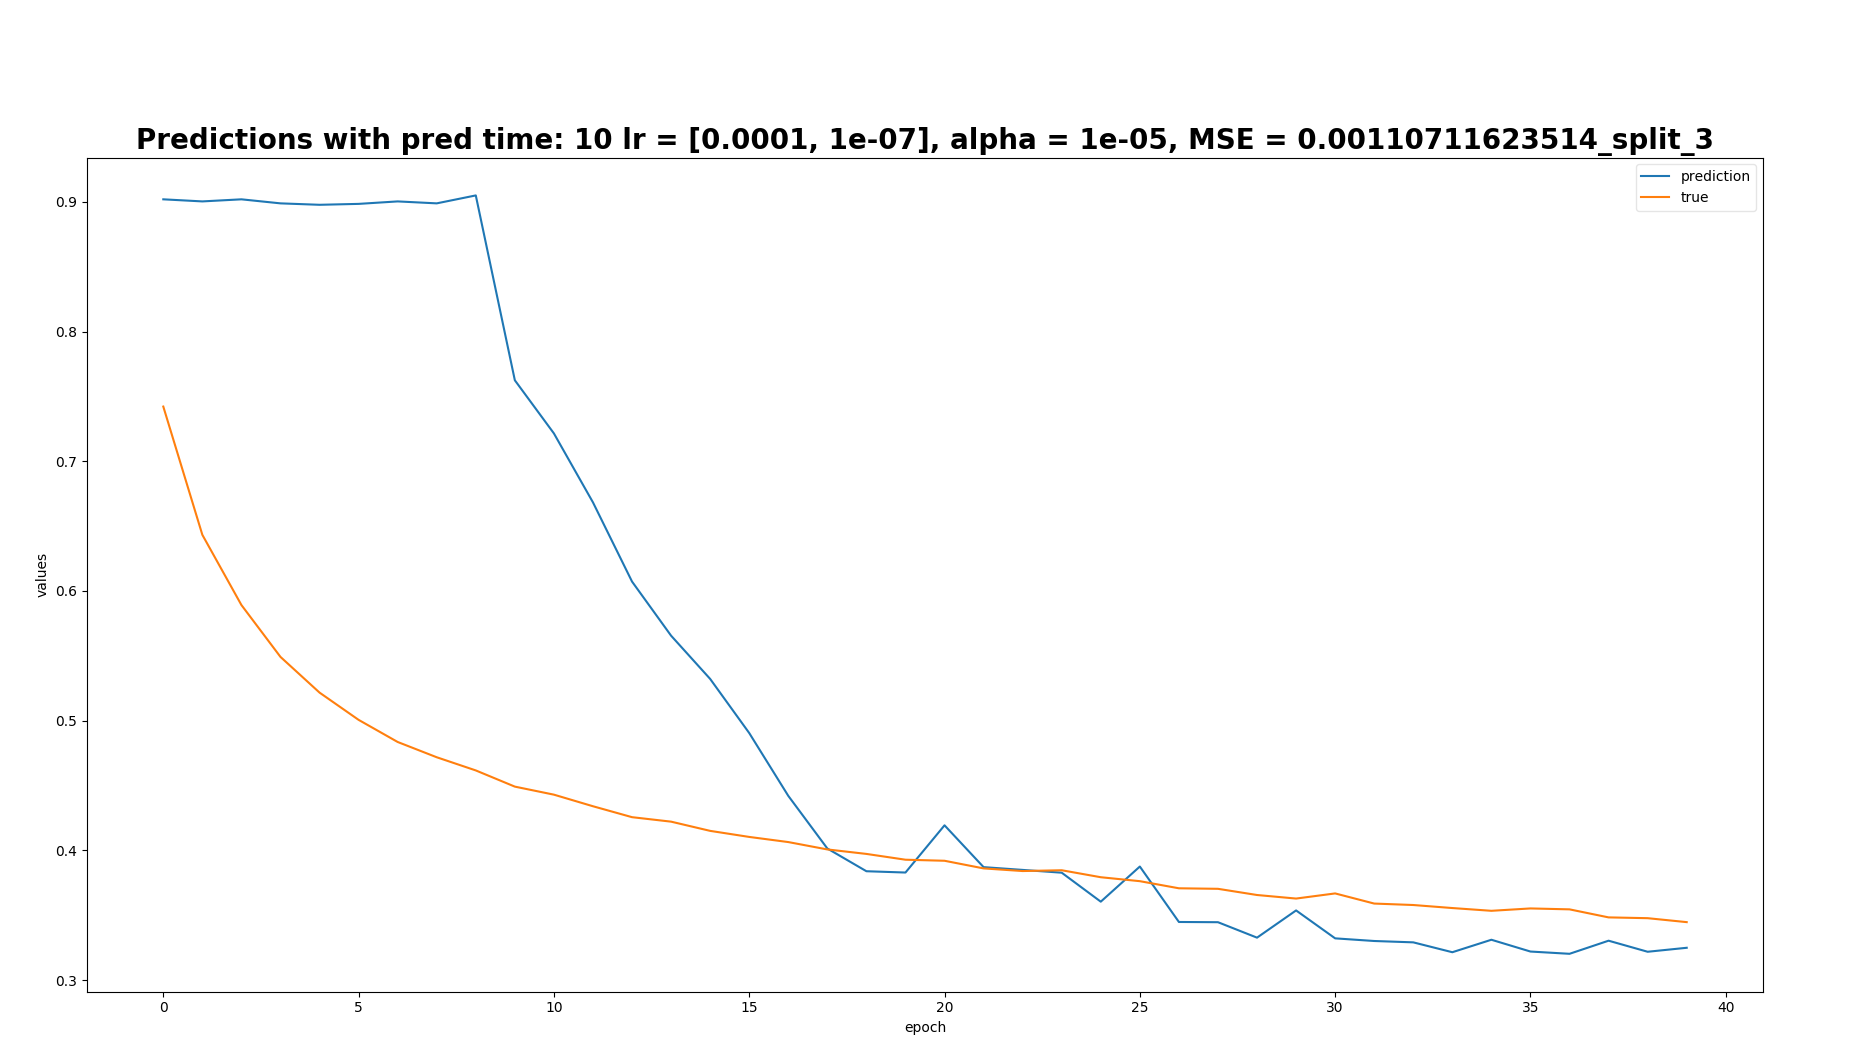 Predictions with pred time: 10 lr = [0.0001, 1e-07], alpha = 1e-05, MSE = 0.00110711623514_split_3
prediction
true
0.9
0.8
0.7
0.6
0.5
0.4
0.3
values
0 5 10 15 20 25 30 35 40
epoch